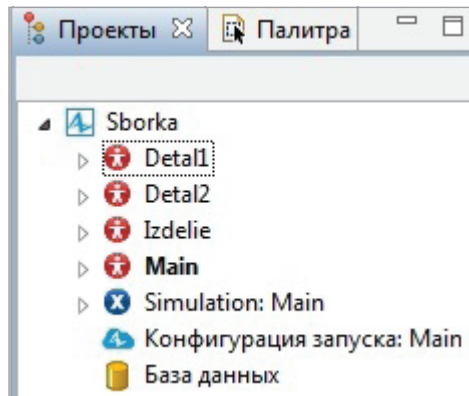 Проекты Палитра
Sborka
Detal1
Detal2
Izdelie
Main
Simulation: Main
Конфигурация запуска: Main
База данных